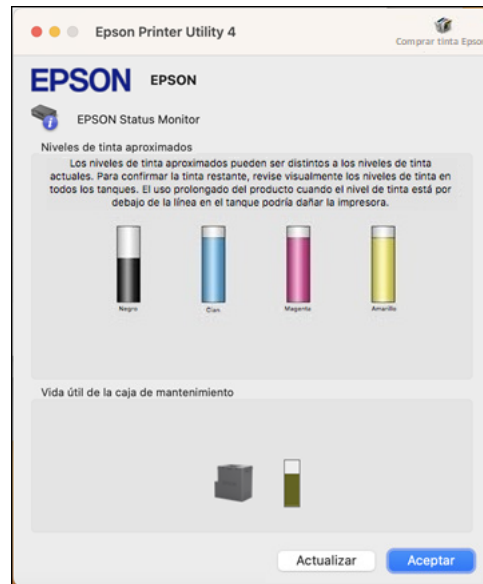 Epson Printer Utility 4
Comprar tinta Epson
EPSON EPSON
EPSON Status Monitor
Niveles de tinta aproximados
Los niveles de tinta aproximados pueden ser distintos a los niveles de tinta
actuales. Para confirmar la tinta restante, revise visualmente los niveles de tinta en
todos los tanques. El uso prolongado del producto cuando el nivel de tinta está por
debajo de la línea en el tanque podría dañar la impresora.
Negro Cian Magenta Amarillo
Vida útil de la caja de mantenimiento
Actualizar Aceptar